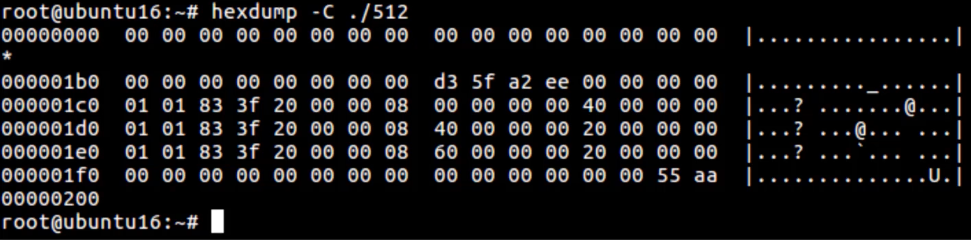 root@ubuntu16:~# hexdump -C ./512
00000000  00 00 00 00 00 00 00 00  00 00 00 00 00 00 00 00  |................|
*
000001b0  00 00 00 00 00 00 00 00  d3 5f a2 ee 00 00 00 00  |........._......|
000001c0  01 01 83 3f 20 00 00 08  00 00 00 40 00 00 00 00  |...? ......@...|
000001d0  01 01 83 3f 20 00 00 08  40 00 00 00 20 00 00 00  |...? ...@... ...|
000001e0  01 01 83 3f 20 00 00 08  60 00 00 00 20 00 00 00  |...? ...`... ...|
000001f0  00 00 00 00 00 00 00 00  00 00 00 00 00 00 55 aa  |..............U.|
00000200
root@ubuntu16:~#